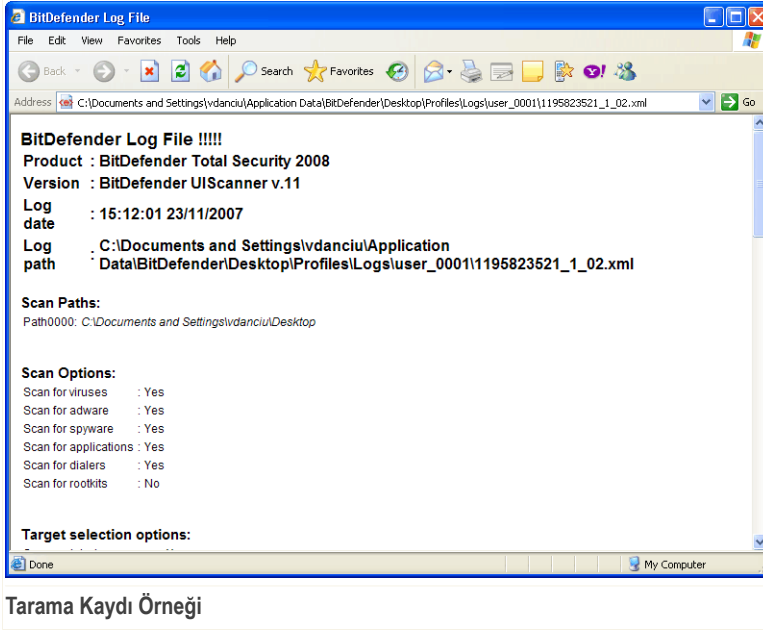 BitDefender Log File
File Edit View Favorites Tools Help
Back Search Favorites
Address C:\Documents and Settings\vdanciu\Application Data\BitDefender\Desktop\Profiles\Logs\user_0001\1195823521_1_02.xml Go
BitDefender Log File !!!!!
Product : BitDefender Total Security 2008
Version : BitDefender UIScanner v.11
Log date : 15:12:01 23/11/2007
Log path : C:\Documents and Settings\vdanciu\Application
Data\BitDefender\Desktop\Profiles\Logs\user_0001\1195823521_1_02.xml
Scan Paths:
Path0000: C:\Documents and Settings\vdanciu\Desktop
Scan Options:
Scan for viruses : Yes
Scan for adware : Yes
Scan for spyware : Yes
Scan for applications : Yes
Scan for dialers : Yes
Scan for rootkits : No
Target selection options:
Done My Computer
Tarama Kaydı Örneği